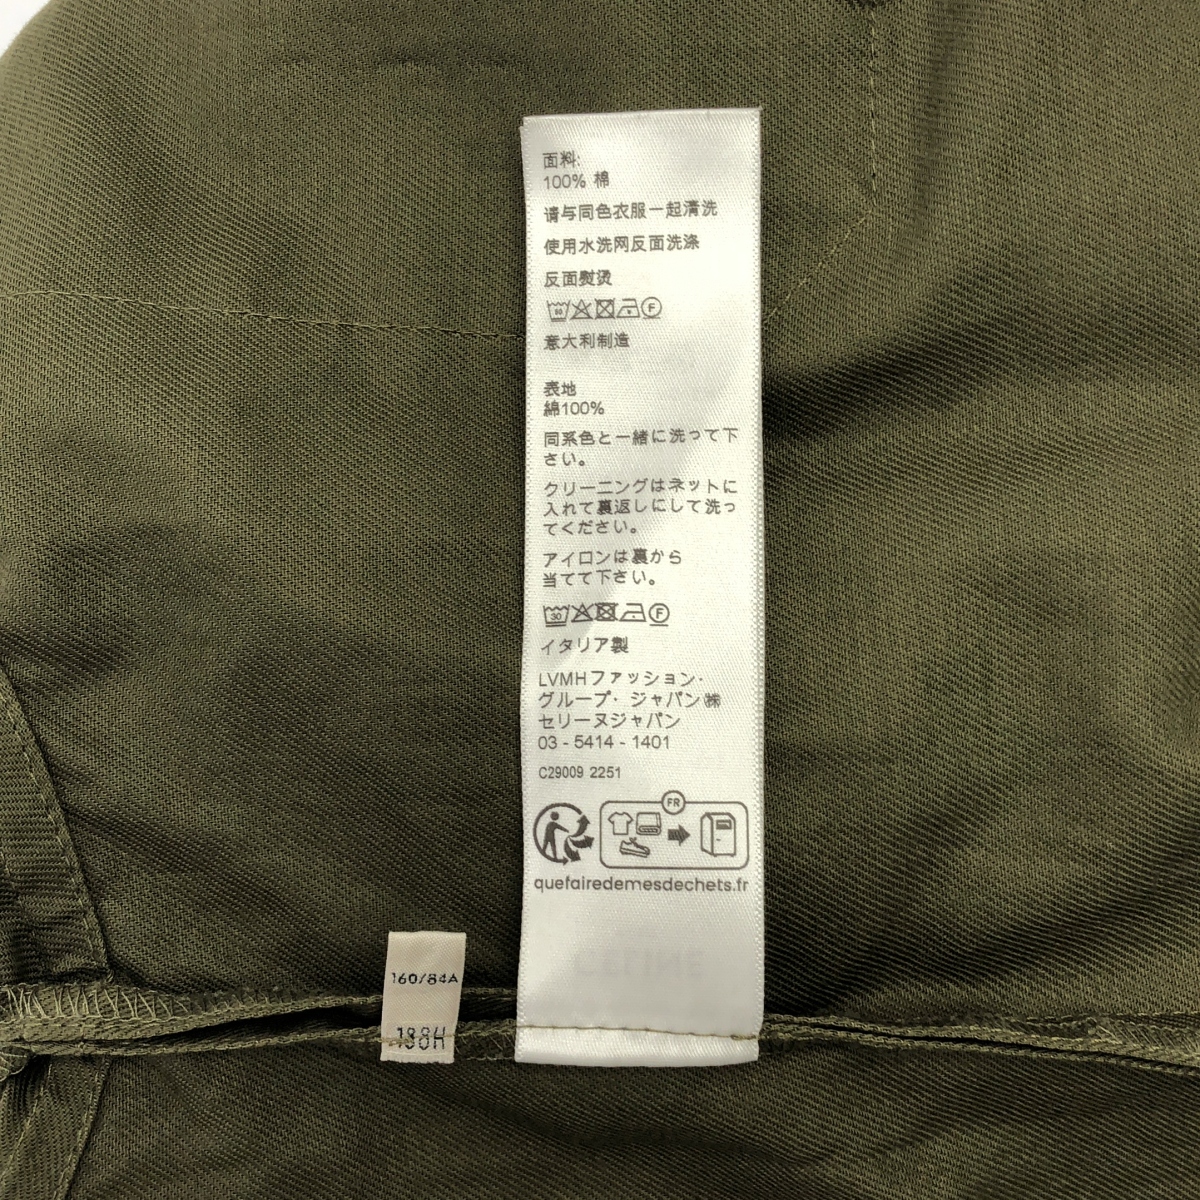 面料:
100% 棉
请与同色衣服一起清洗
使用水洗网反面洗涤
反面熨烫
意大利制造
表地
綿100%
同系色と一緒に洗って下
さい。
クリーニングはネットに
入れて裏返しにして洗っ
てください。
アイロンは裏から
当てて下さい。
30
F
イタリア製
LVMHファッション・
グループ・ジャパン㈱
セリーヌジャパン
03 - 5414 - 1401
C29009 2251
FR
quefairedemesdechets.fr
160/84A
188H